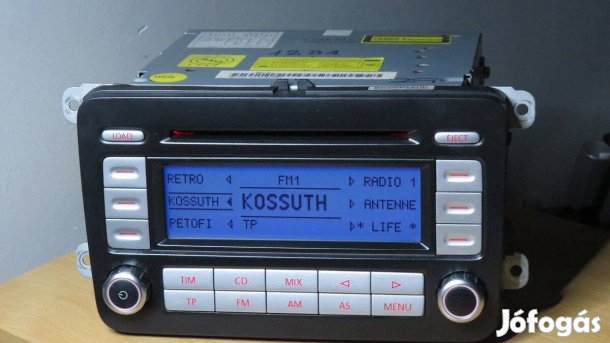 1284
LOAD
EJECT
RETRO
FM1
RADIO 1
KOSSUTH
KOSSUTH
ANTENNE
PETOFI
TP
* LIFE *
TIM
CD
MIX
TP
FM
AM
AS
MENU
Jófogás